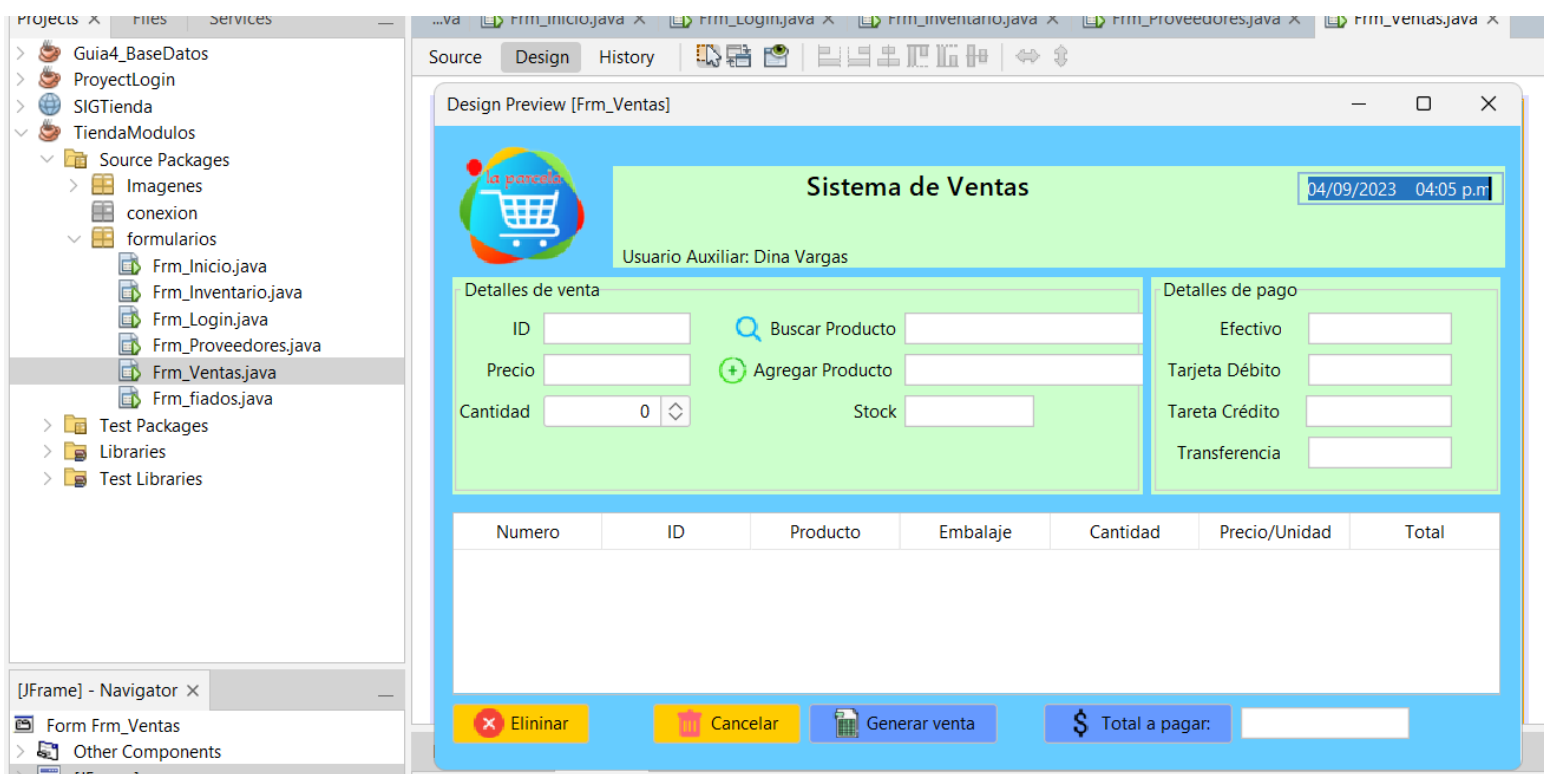 Projects Files Services
...va Frm_Inicio.java Frm_Login.java Frm_Inventario.java Frm_Proveedores.java Frm_Ventas.java
Source Design History
Guia4_BaseDatos
ProyectLogin
SIGTienda
TiendaModulos
Source Packages
Imagenes
conexion
formularios
Frm_Inicio.java
Frm_Inventario.java
Frm_Login.java
Frm_Proveedores.java
Frm_Ventas.java
Frm_fiados.java
Test Packages
Libraries
Test Libraries
[JFrame] - Navigator
Form Frm_Ventas
Other Components
Design Preview [Frm_Ventas]
la parcela
Sistema de Ventas
04/09/2023 04:05 p.m
Usuario Auxiliar: Dina Vargas
Detalles de venta
ID Buscar Producto
Precio Agregar Producto
Cantidad 0 Stock
Detalles de pago
Efectivo
Tarjeta Débito
Tareta Crédito
Transferencia
Numero ID Producto Embalaje Cantidad Precio/Unidad Total
Elininar Cancelar Generar venta $ Total a pagar: